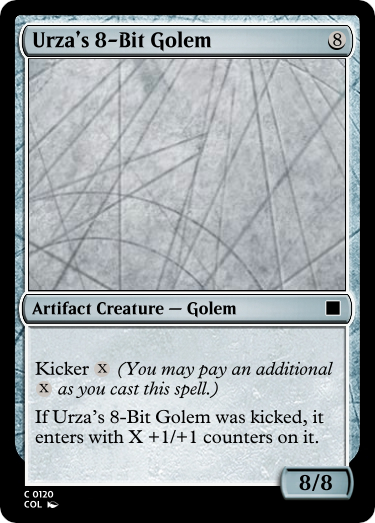 Urza's 8-Bit Golem 8
Artifact Creature — Golem
Kicker X (You may pay an additional
X as you cast this spell.)
If Urza's 8-Bit Golem was kicked, it
enters with X +1/+1 counters on it.
8/8
C 0120
COL